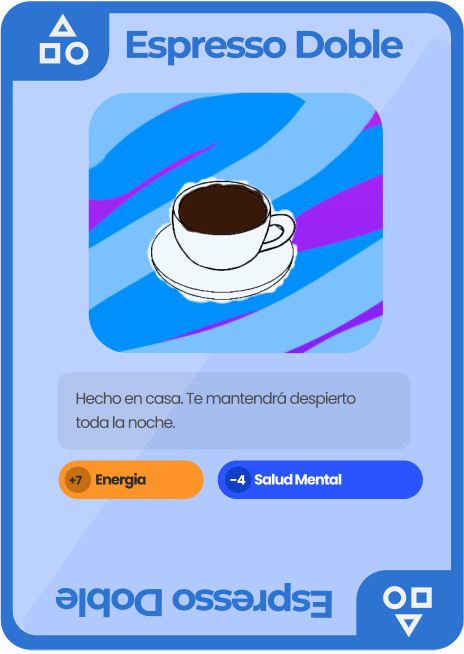 Espresso Doble
Hecho en casa. Te mantendrá despierto
toda la noche.
+7 Energia
-4 Salud Mental
Espresso Doble